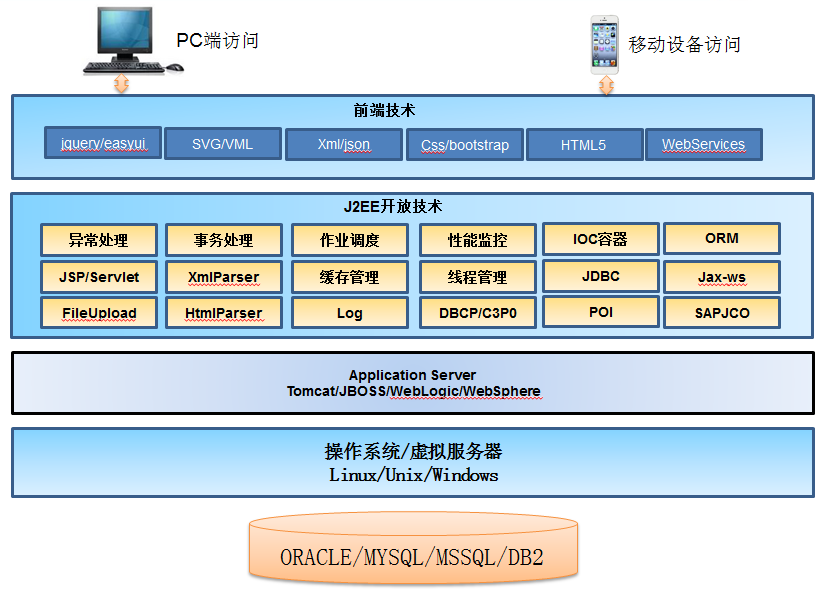 PC端访问
移动设备访问
前端技术
jquery/easyui
SVG/VML
Xml/json
Css/bootstrap
HTML5
WebServices
J2EE开放技术
异常处理
事务处理
作业调度
性能监控
IOC容器
ORM
JSP/Servlet
XmlParser
缓存管理
线程管理
JDBC
Jax-ws
FileUpload
HtmlParser
Log
DBCP/C3P0
POI
SAPJCO
Application Server
Tomcat/JBOSS/WebLogic/WebSphere
操作系统/虚拟服务器
Linux/Unix/Windows
ORACLE/MYSQL/MSSQL/DB2